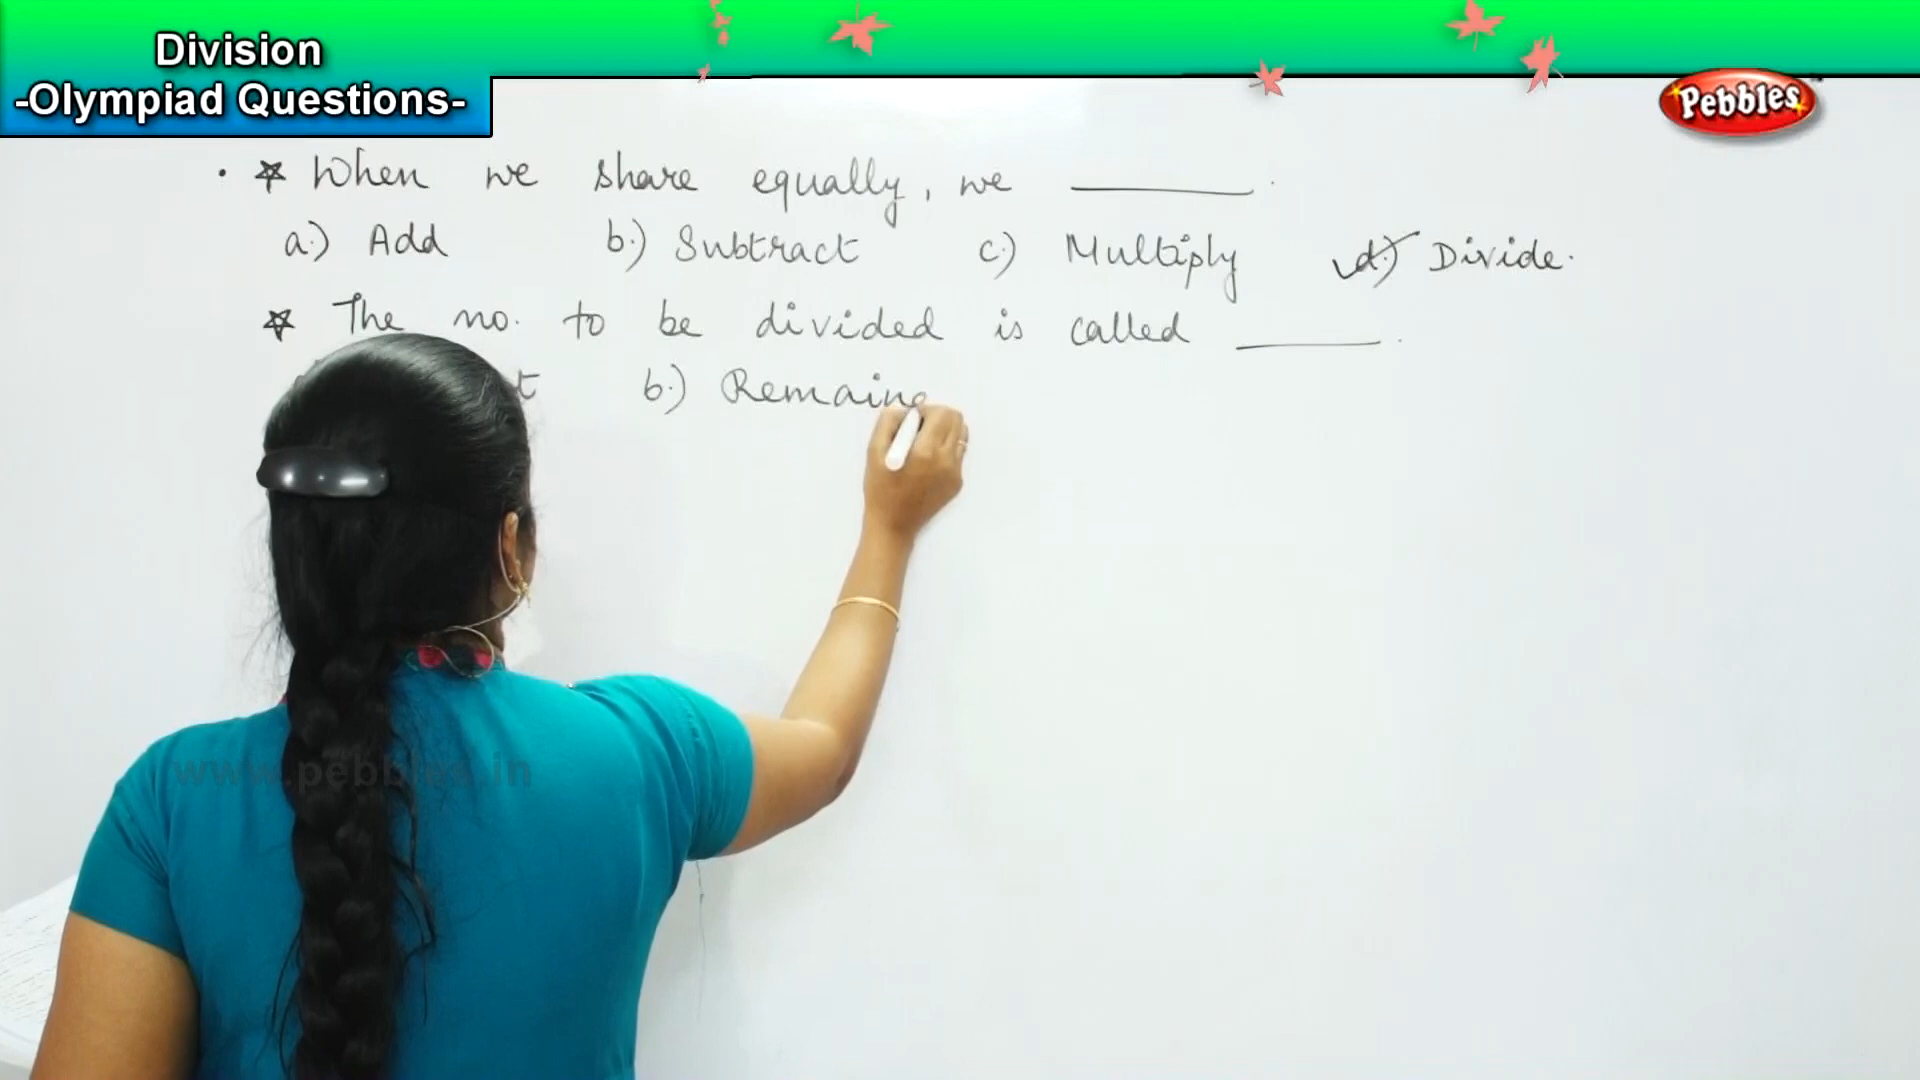 Division
-Olympiad Questions-
Pebbles
When we share equally, we ______.
a.) Add b.) Subtract c.) Multiply d.) Divide.
The no. to be divided is called ______.
b.) Remain
www.pebbles.in